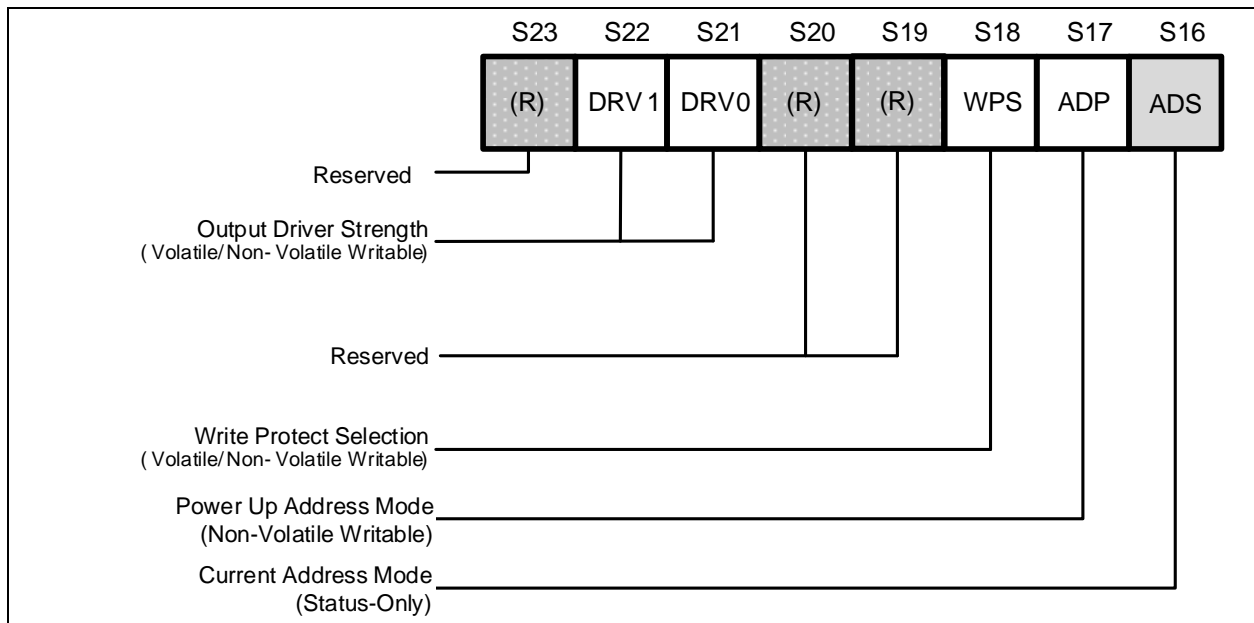 S23 S22 S21 S20 S19 S18 S17 S16
(R) DRV 1 DRV0 (R) (R) WPS ADP ADS
Reserved
Output Driver Strength
( Volatile/ Non- Volatile Writable)
Reserved
Write Protect Selection
( Volatile/ Non- Volatile Writable)
Power Up Address Mode
(Non-Volatile Writable)
Current Address Mode
(Status-Only)